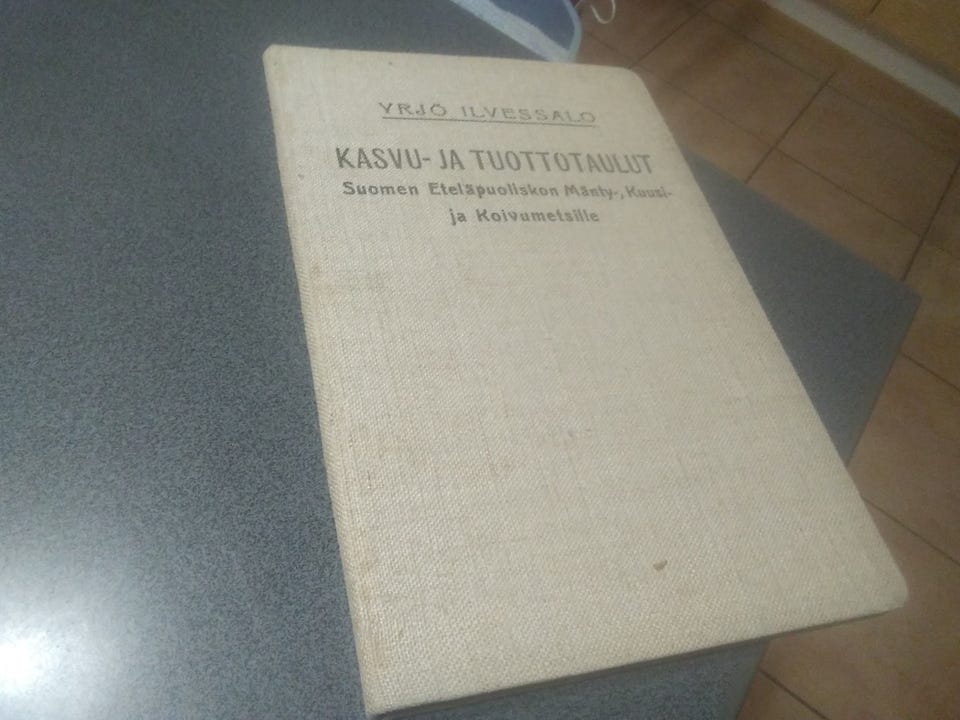 YRJÖ ILVESSALO
KASVU- JA TUOTTOTAULUT
Suomen Eteläpuoliskon Mänty-, Kuusi-
ja Koivumetsille